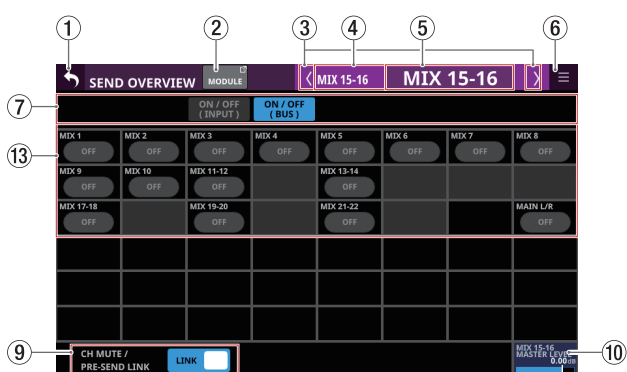 1 2 3 4 5 6
SEND OVERVIEW MODULE MIX 15-16 MIX 15-16
7
ON / OFF ON / OFF
( INPUT ) ( BUS )
13
MIX 1 MIX 2 MIX 3 MIX 4 MIX 5 MIX 6 MIX 7 MIX 8
OFF OFF OFF OFF OFF OFF OFF OFF
MIX 9 MIX 10 MIX 11-12 MIX 13-14
OFF OFF OFF OFF
MIX 17-18 MIX 19-20 MIX 21-22 MAIN L/R
OFF OFF OFF OFF
9 10
CH MUTE / LINK MIX 15-16
PRE-SEND LINK MASTER LEVEL
0.00dB